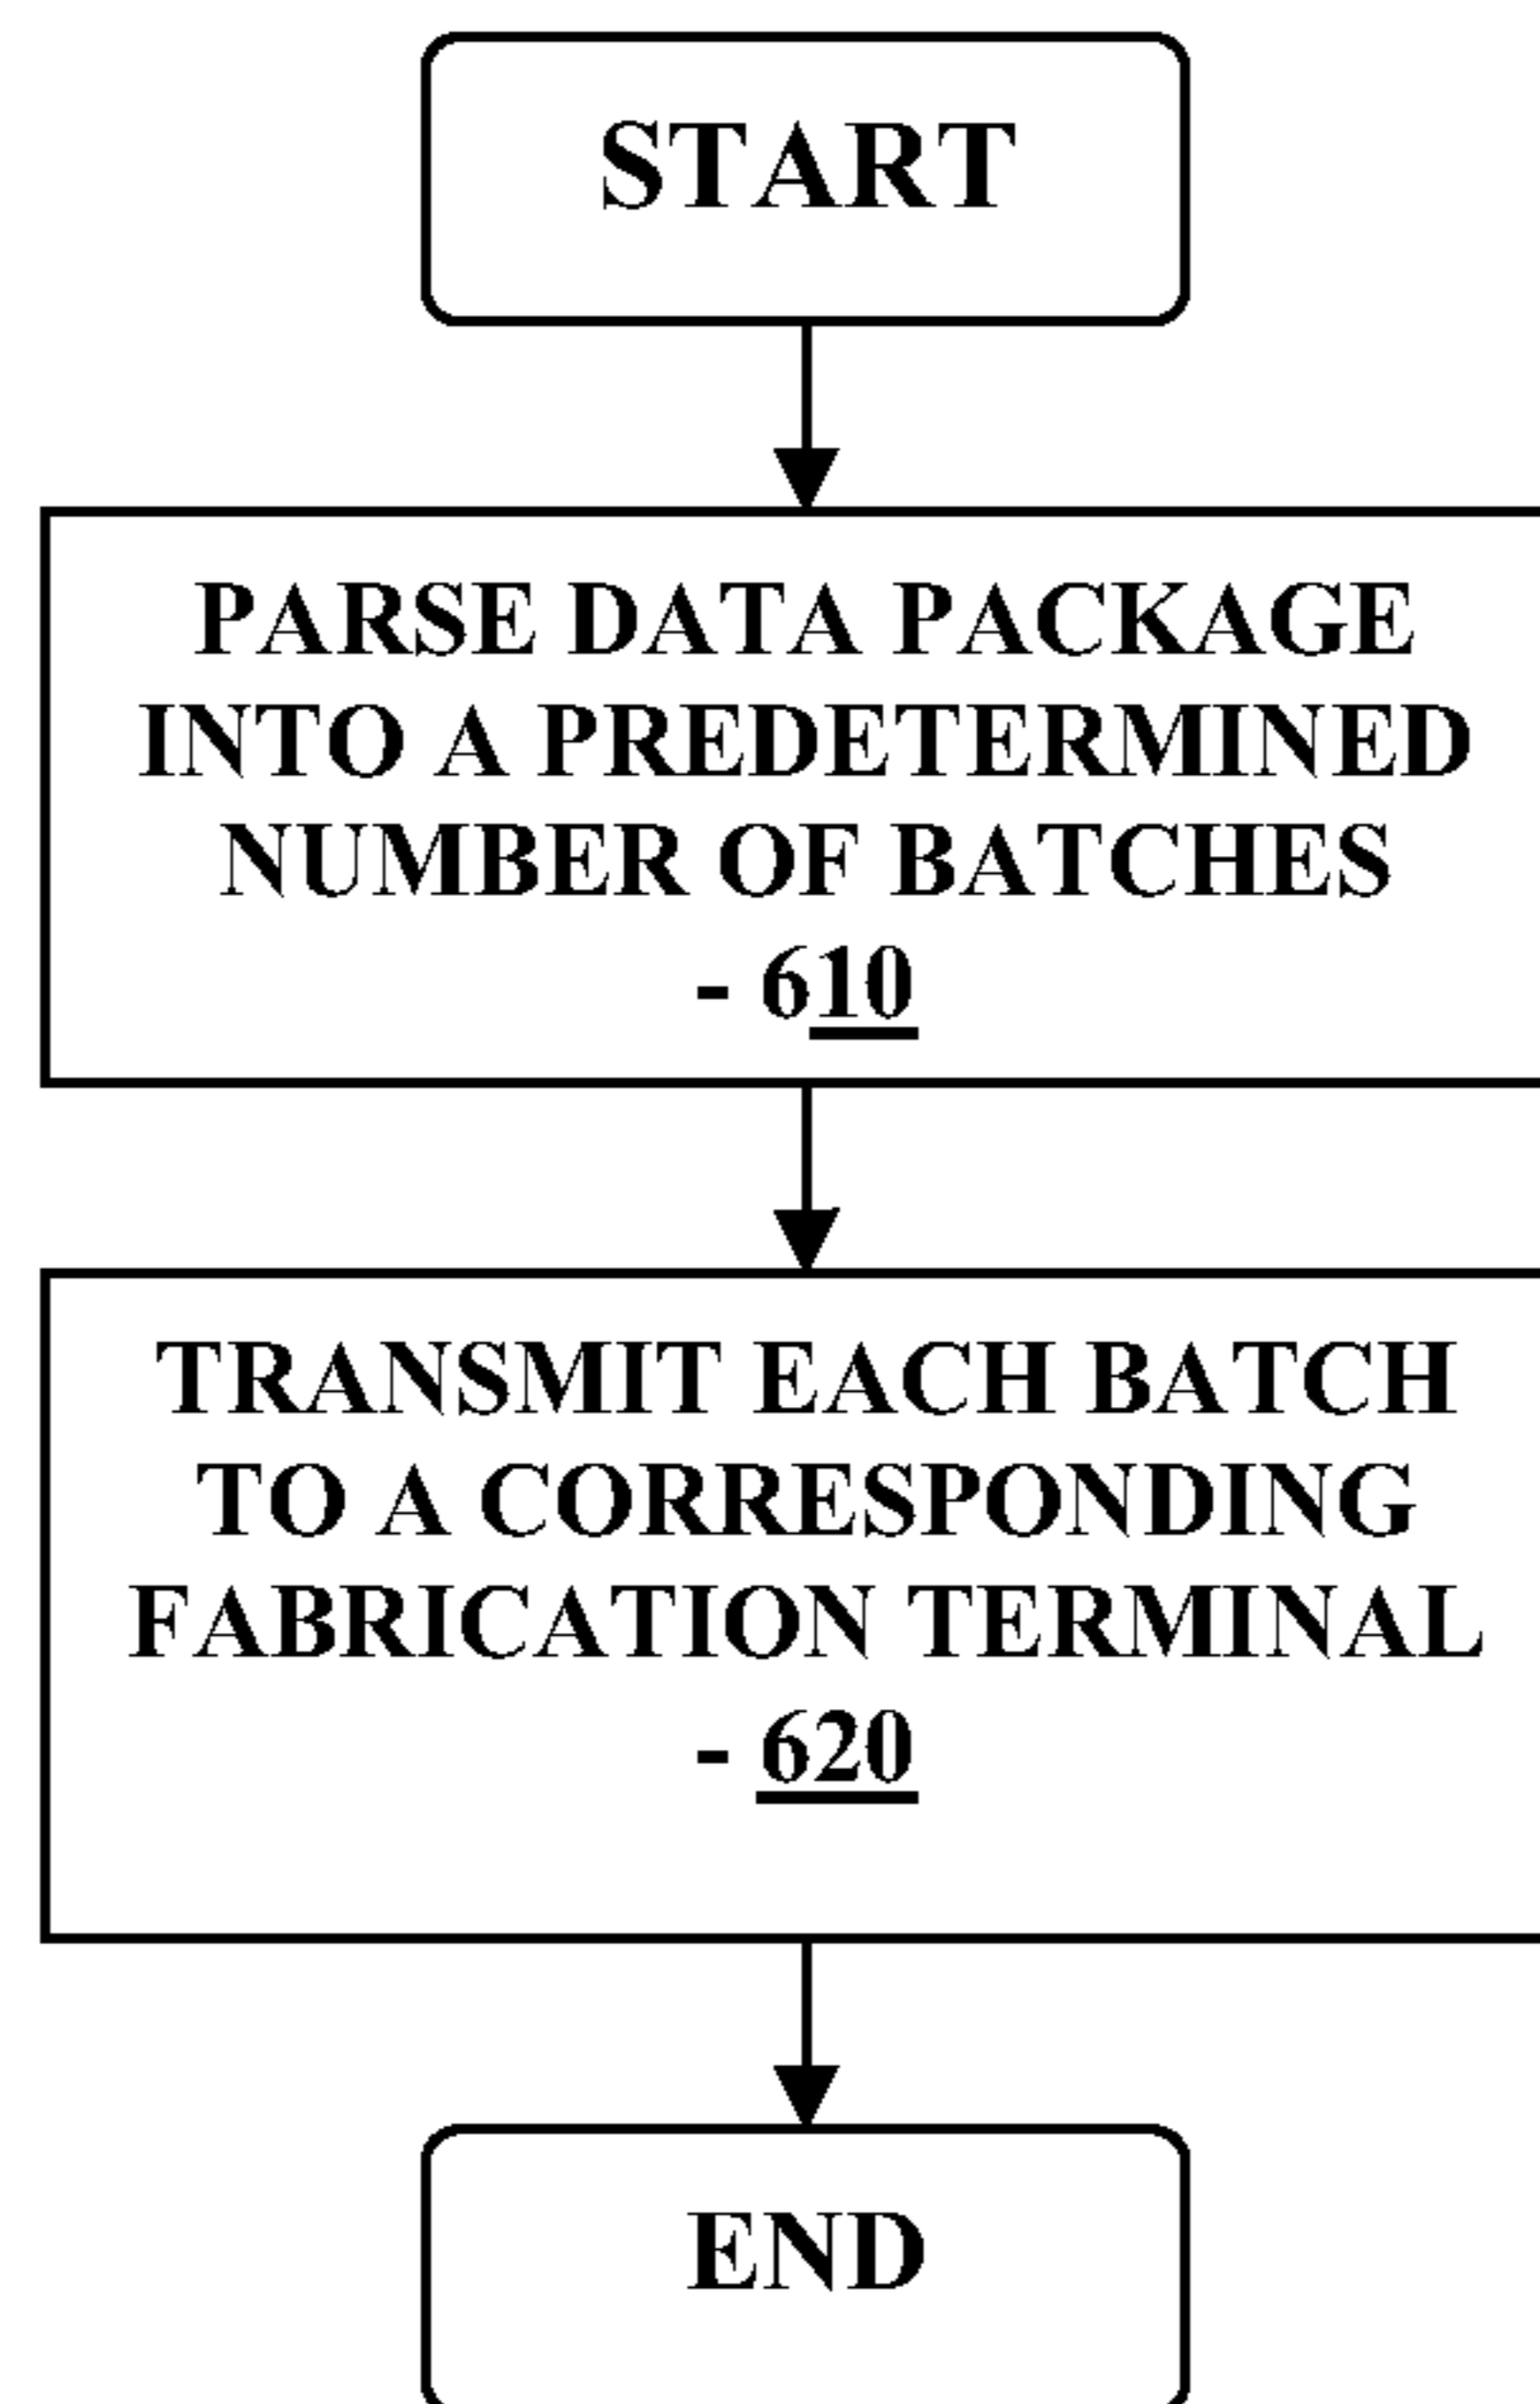 START
PARSE DATA PACKAGE
INTO A PREDETERMINED
NUMBER OF BATCHES
- 610
TRANSMIT EACH BATCH
TO A CORRESPONDING
FABRICATION TERMINAL
- 620
END